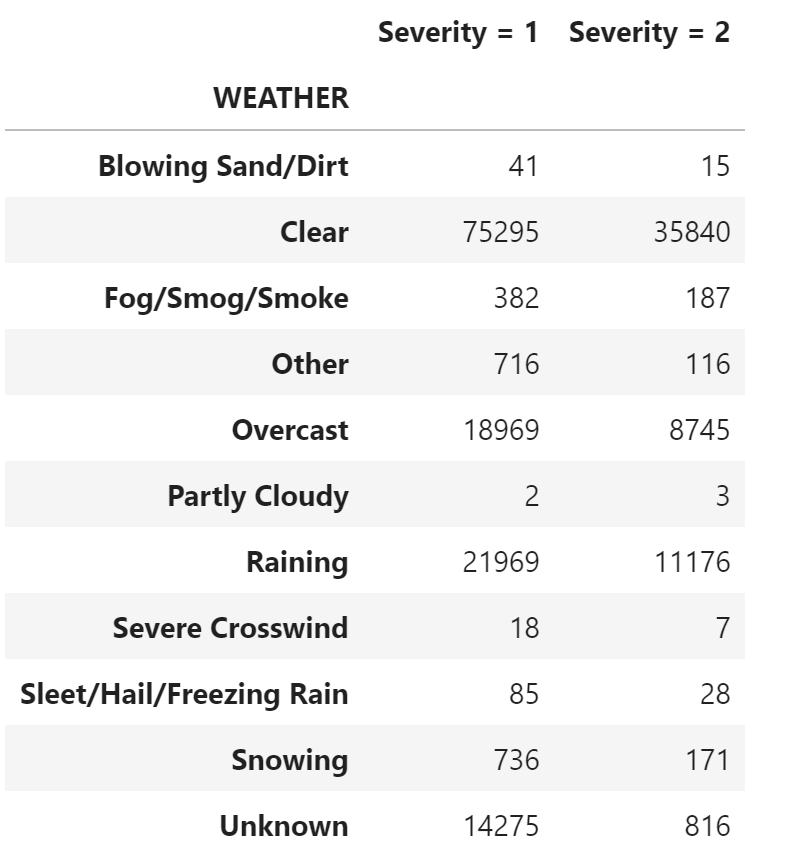 Severity = 1 Severity = 2
WEATHER
Blowing Sand/Dirt 41 15
Clear 75295 35840
Fog/Smog/Smoke 382 187
Other 716 116
Overcast 18969 8745
Partly Cloudy 2 3
Raining 21969 11176
Severe Crosswind 18 7
Sleet/Hail/Freezing Rain 85 28
Snowing 736 171
Unknown 14275 816